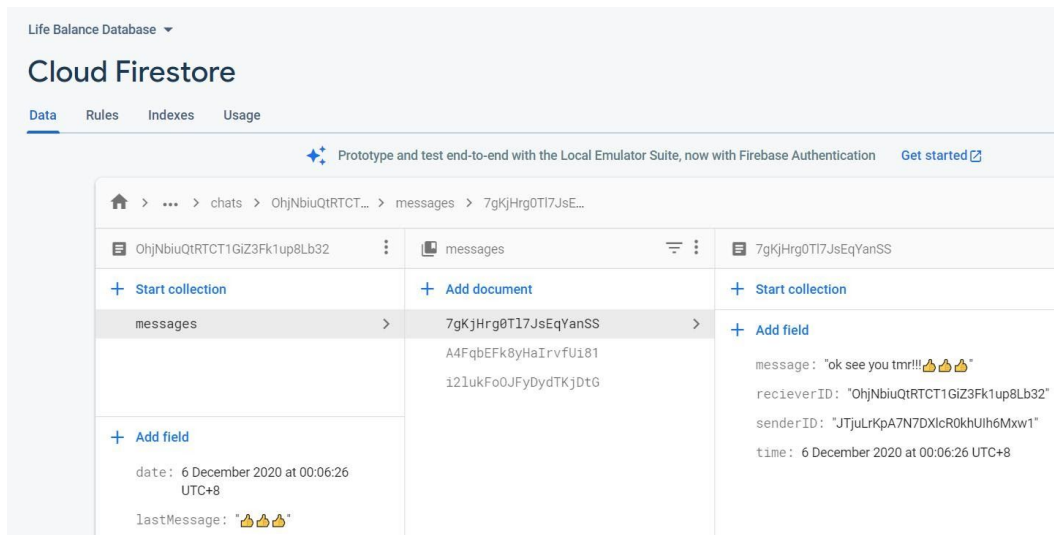 Life Balance Database
Cloud Firestore
Data Rules Indexes Usage
Prototype and test end-to-end with the Local Emulator Suite, now with Firebase Authentication Get started
... > chats > OhjNbiuQtRTCT... > messages > 7gKjHrg0Tl7JsE...
OhjNbiuQtRTCT1GiZ3Fk1up8Lb32
+ Start collection
messages
+ Add field
date: 6 December 2020 at 00:06:26
UTC+8
lastMessage: "👍👍👍"
messages
+ Add document
7gKjHrg0Tl7JsEqYanSS
A4FqbEFk8yHaIrvfUi81
i2lukFoOJFyDydTKjDtG
7gKjHrg0Tl7JsEqYanSS
+ Start collection
+ Add field
message: "ok see you tmr!!!👍👍👍"
recieverID: "OhjNbiuQtRTCT1GiZ3Fk1up8Lb32"
senderID: "JTjuLrKpA7N7DXlcR0khUIh6Mxw1"
time: 6 December 2020 at 00:06:26 UTC+8